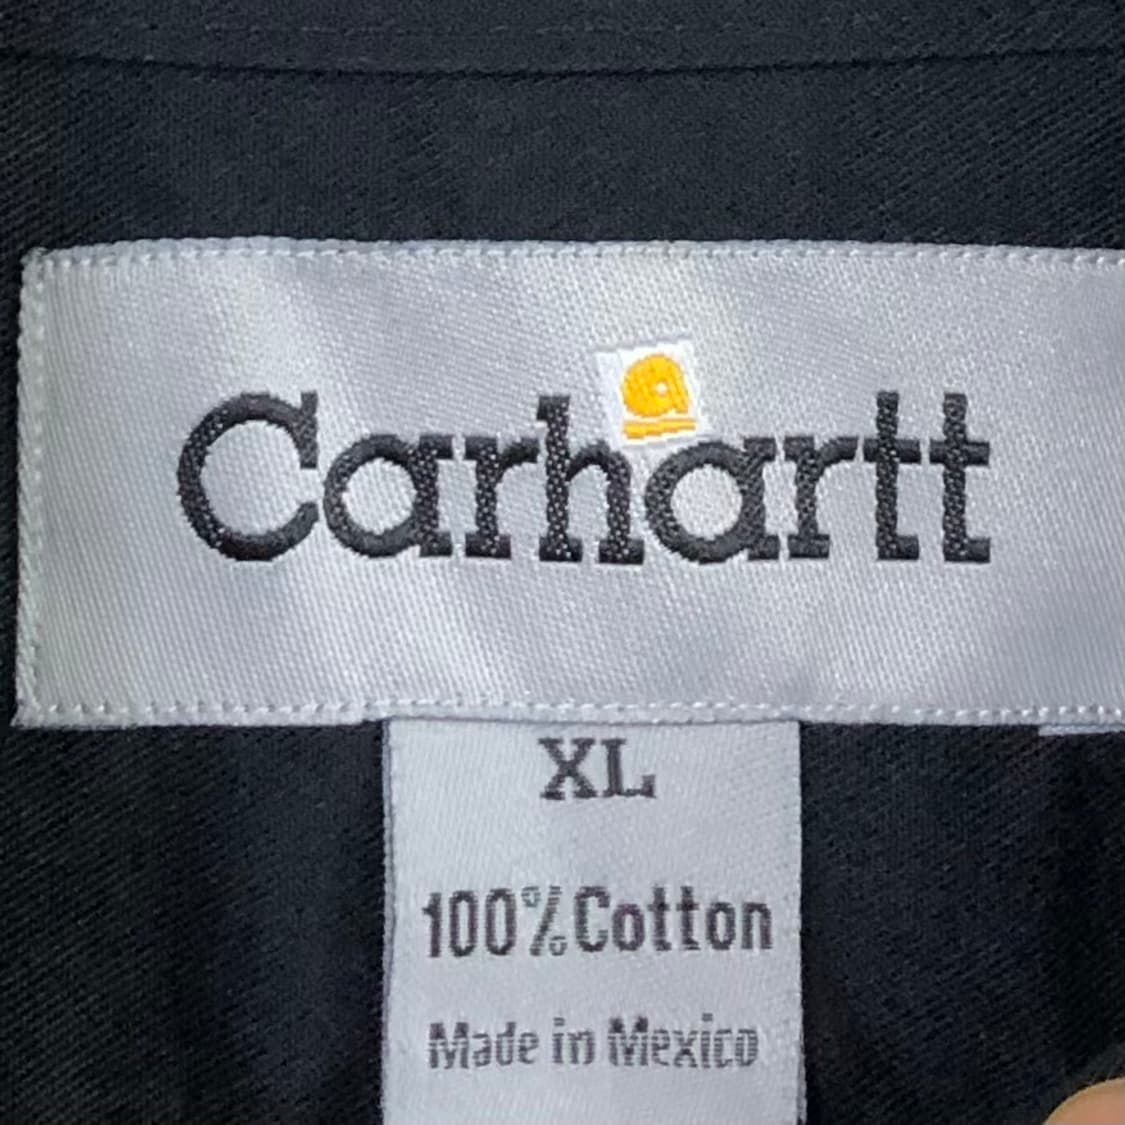 Carhartt
XL
100% Cotton
Made in Mexico